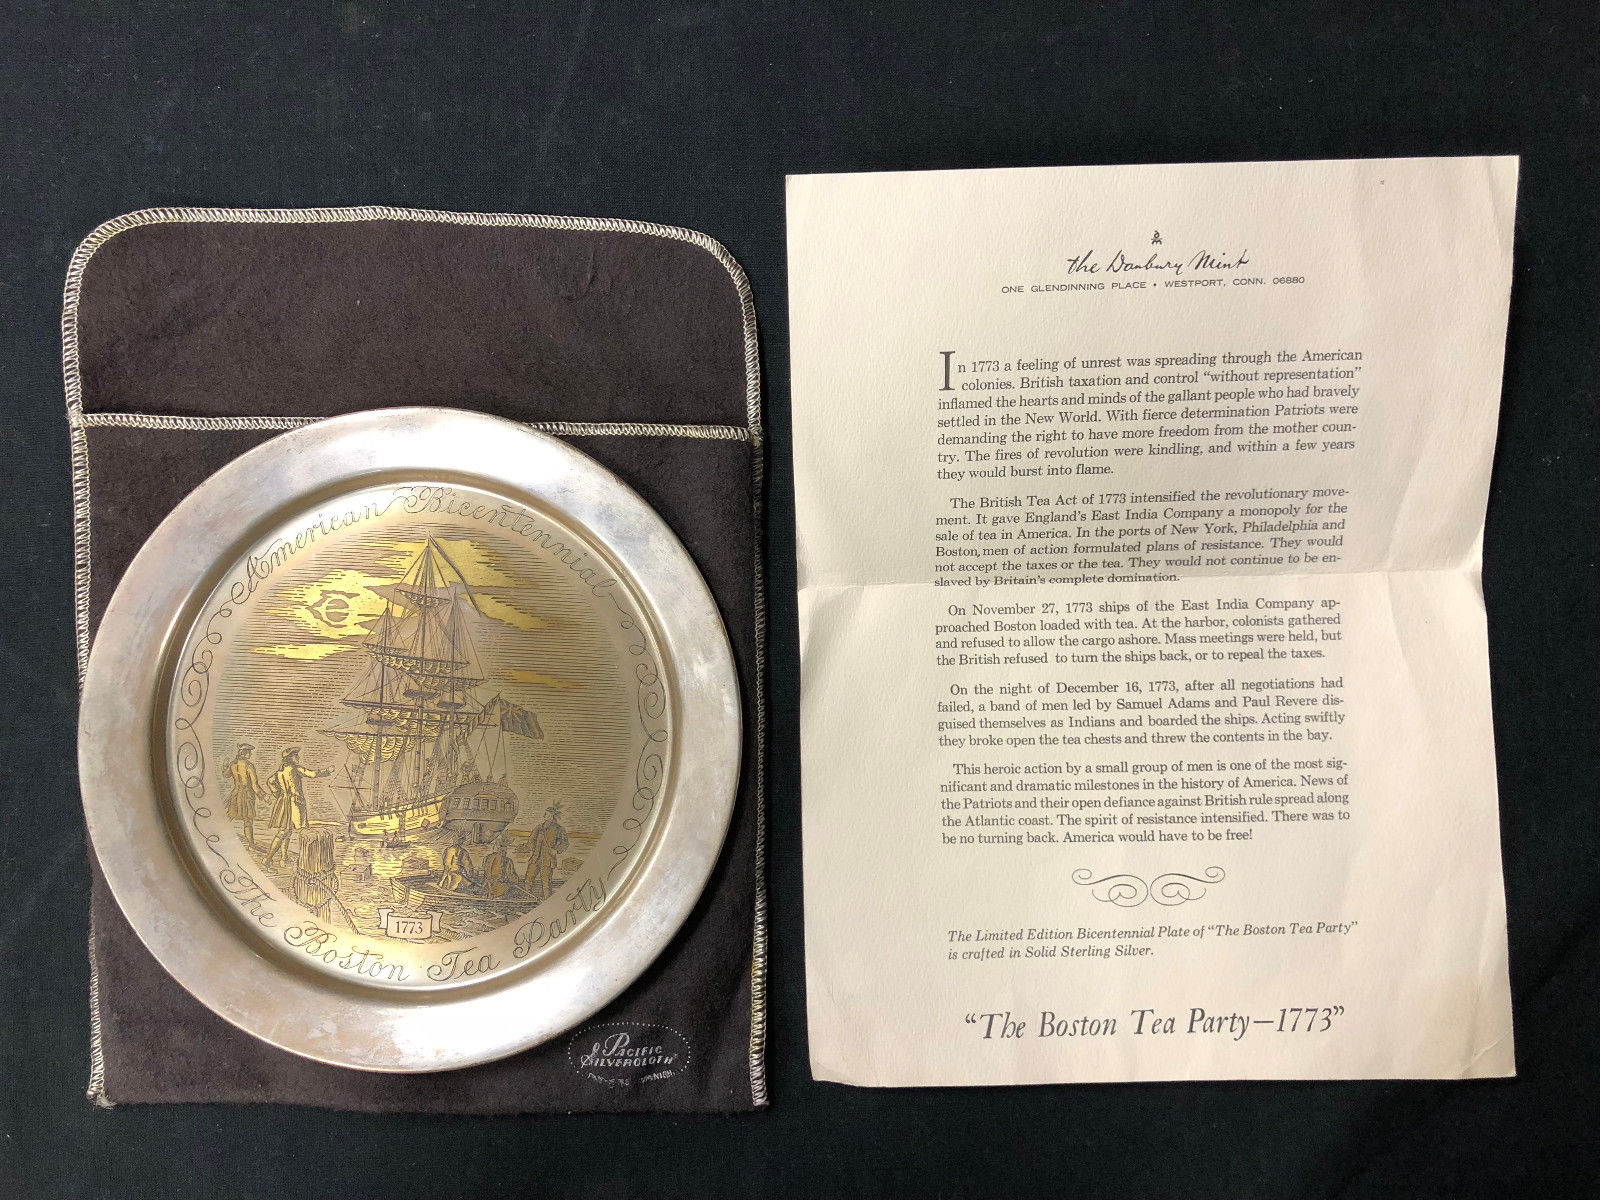 American Bicentennial
1773
The Boston Tea Party
Pacific
Silvercloth
the Danbury Mint
ONE GLENDINNING PLACE • WESTPORT, CONN. 06880
In 1773 a feeling of unrest was spreading through the American
colonies. British taxation and control “without representation”
inflamed the hearts and minds of the gallant people who had bravely
settled in the New World. With fierce determination Patriots were
demanding the right to have more freedom from the mother coun-
try. The fires of revolution were kindling, and within a few years
they would burst into flame.
The British Tea Act of 1773 intensified the revolutionary move-
ment. It gave England’s East India Company a monopoly for the
sale of tea in America. In the ports of New York, Philadelphia and
Boston, men of action formulated plans of resistance. They would
not accept the taxes or the tea. They would not continue to be en-
slaved by Britain’s complete domination.
On November 27, 1773 ships of the East India Company ap-
proached Boston loaded with tea. At the harbor, colonists gathered
and refused to allow the cargo ashore. Mass meetings were held, but
the British refused to turn the ships back, or to repeal the taxes.
On the night of December 16, 1773, after all negotiations had
failed, a band of men led by Samuel Adams and Paul Revere dis-
guised themselves as Indians and boarded the ships. Acting swiftly
they broke open the tea chests and threw the contents in the bay.
This heroic action by a small group of men is one of the most sig-
nificant and dramatic milestones in the history of America. News of
the Patriots and their open defiance against British rule spread along
the Atlantic coast. The spirit of resistance intensified. There was to
be no turning back. America would have to be free!
The Limited Edition Bicentennial Plate of “The Boston Tea Party”
is crafted in Solid Sterling Silver.
“The Boston Tea Party—1773”